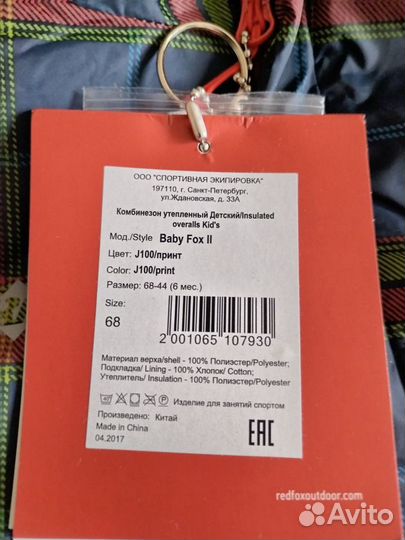 ООО "СПОРТИВНАЯ ЭКИПИРОВКА"
197110, г. Санкт-Петербург,
ул.Ждановская, д. 33А
Комбинезон утепленный Детский/Insulated
overalls Kid's
Мод./Style Baby Fox II
Цвет: J100/принт
Color: J100/print
Размер: 68-44 (6 мес.)
Size:
68
2 001065 107930
Материал верха/shell - 100% Полиэстер/Polyester;
Подкладка/ Lining - 100% Хлопок/ Cotton;
Утеплитель/ Insulation - 100% Полиэстер/Polyester
Изделие для занятий спортом
Произведено: Китай
Made in China
04.2017
EAC
redfoxoutdoor.com
Avito